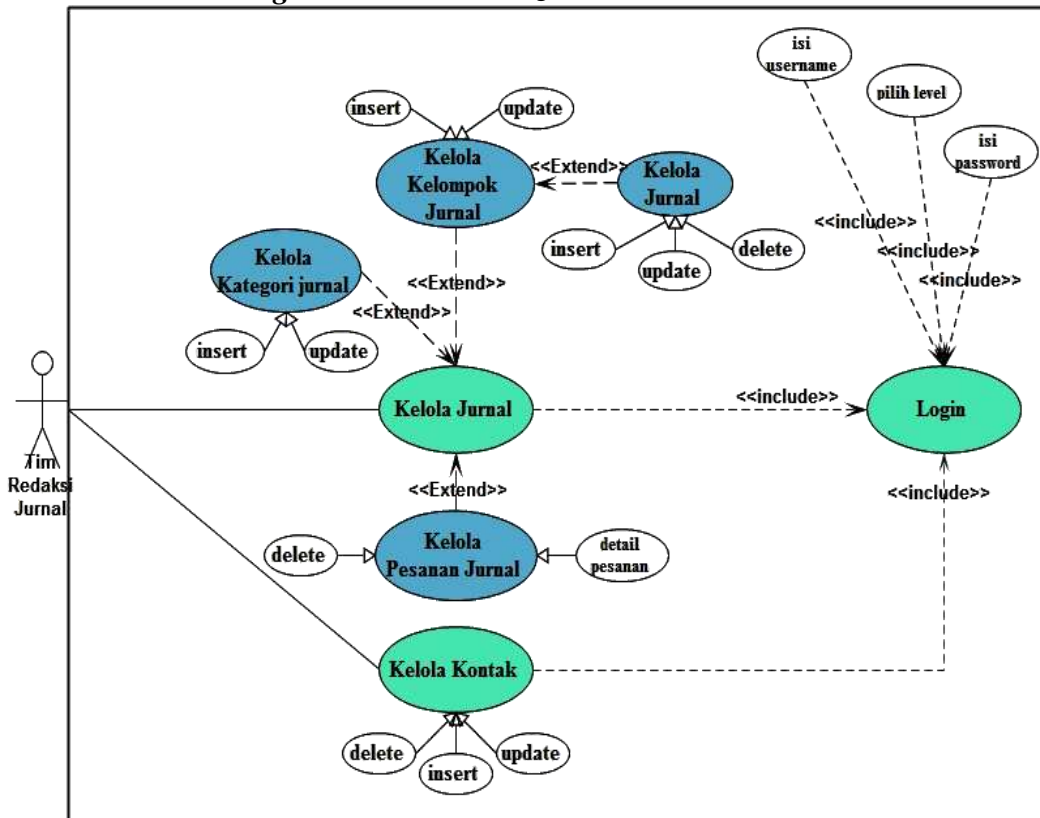 isi
username
pilih level
isi
password
insert
update
Kelola
Kelompok
Jurnal
<<Extend>>
Kelola
Jurnal
insert
update
delete
<<include>>
<<include>>
<<include>>
Kelola
Kategori jurnal
<<Extend>>
<<Extend>>
insert
update
Kelola Jurnal
<<include>>
Login
Tim
Redaksi
Jurnal
<<Extend>>
<<include>>
delete
Kelola
Pesanan Jurnal
detail
pesanan
Kelola Kontak
delete
insert
update